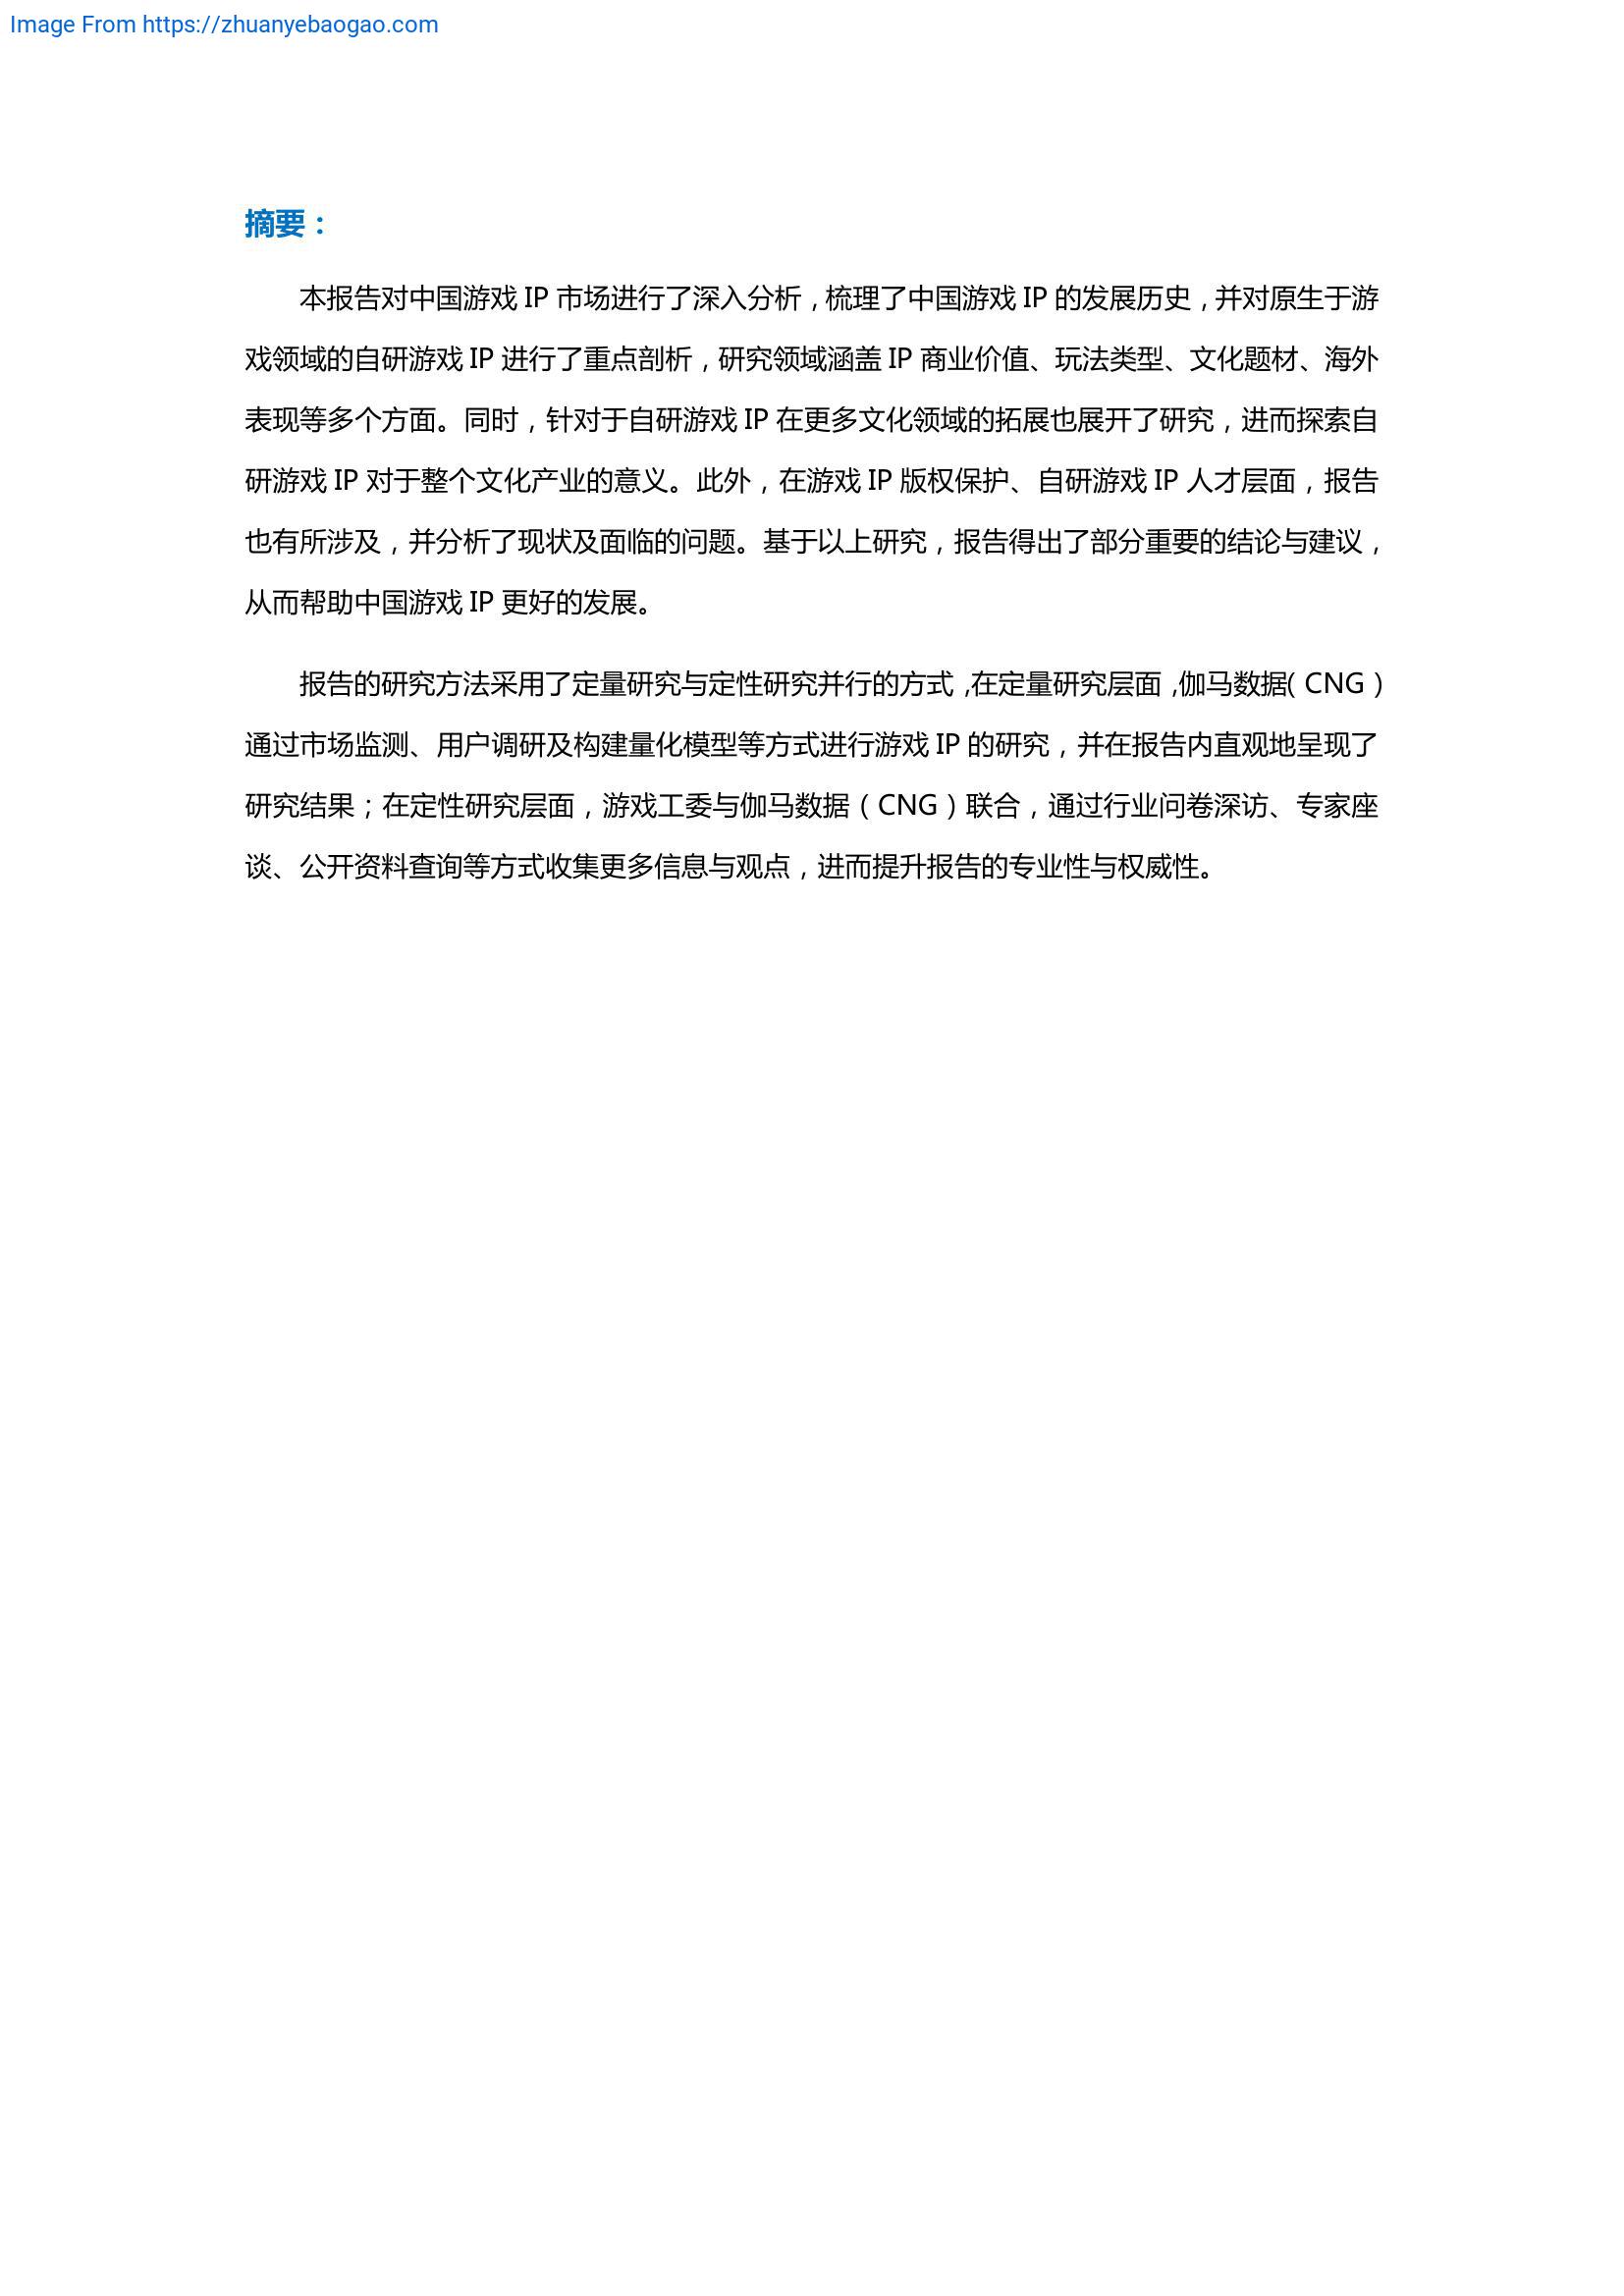 Image From https://zhuanyebaogao.com
摘要：
本报告对中国游戏 IP 市场进行了深入分析，梳理了中国游戏 IP 的发展历史，并对原生于游
戏领域的自研游戏 IP 进行了重点剖析，研究领域涵盖 IP 商业价值、玩法类型、文化题材、海外
表现等多个方面。同时，针对于自研游戏 IP 在更多文化领域的拓展也展开了研究，进而探索自
研游戏 IP 对于整个文化产业的意义。此外，在游戏 IP 版权保护、自研游戏 IP 人才层面，报告
也有所涉及，并分析了现状及面临的问题。基于以上研究，报告得出了部分重要的结论与建议，
从而帮助中国游戏 IP 更好的发展。
报告的研究方法采用了定量研究与定性研究并行的方式，在定量研究层面，伽马数据（CNG）
通过市场监测、用户调研及构建量化模型等方式进行游戏 IP 的研究，并在报告内直观地呈现了
研究结果；在定性研究层面，游戏工委与伽马数据（CNG）联合，通过行业问卷深访、专家座
谈、公开资料查询等方式收集更多信息与观点，进而提升报告的专业性与权威性。